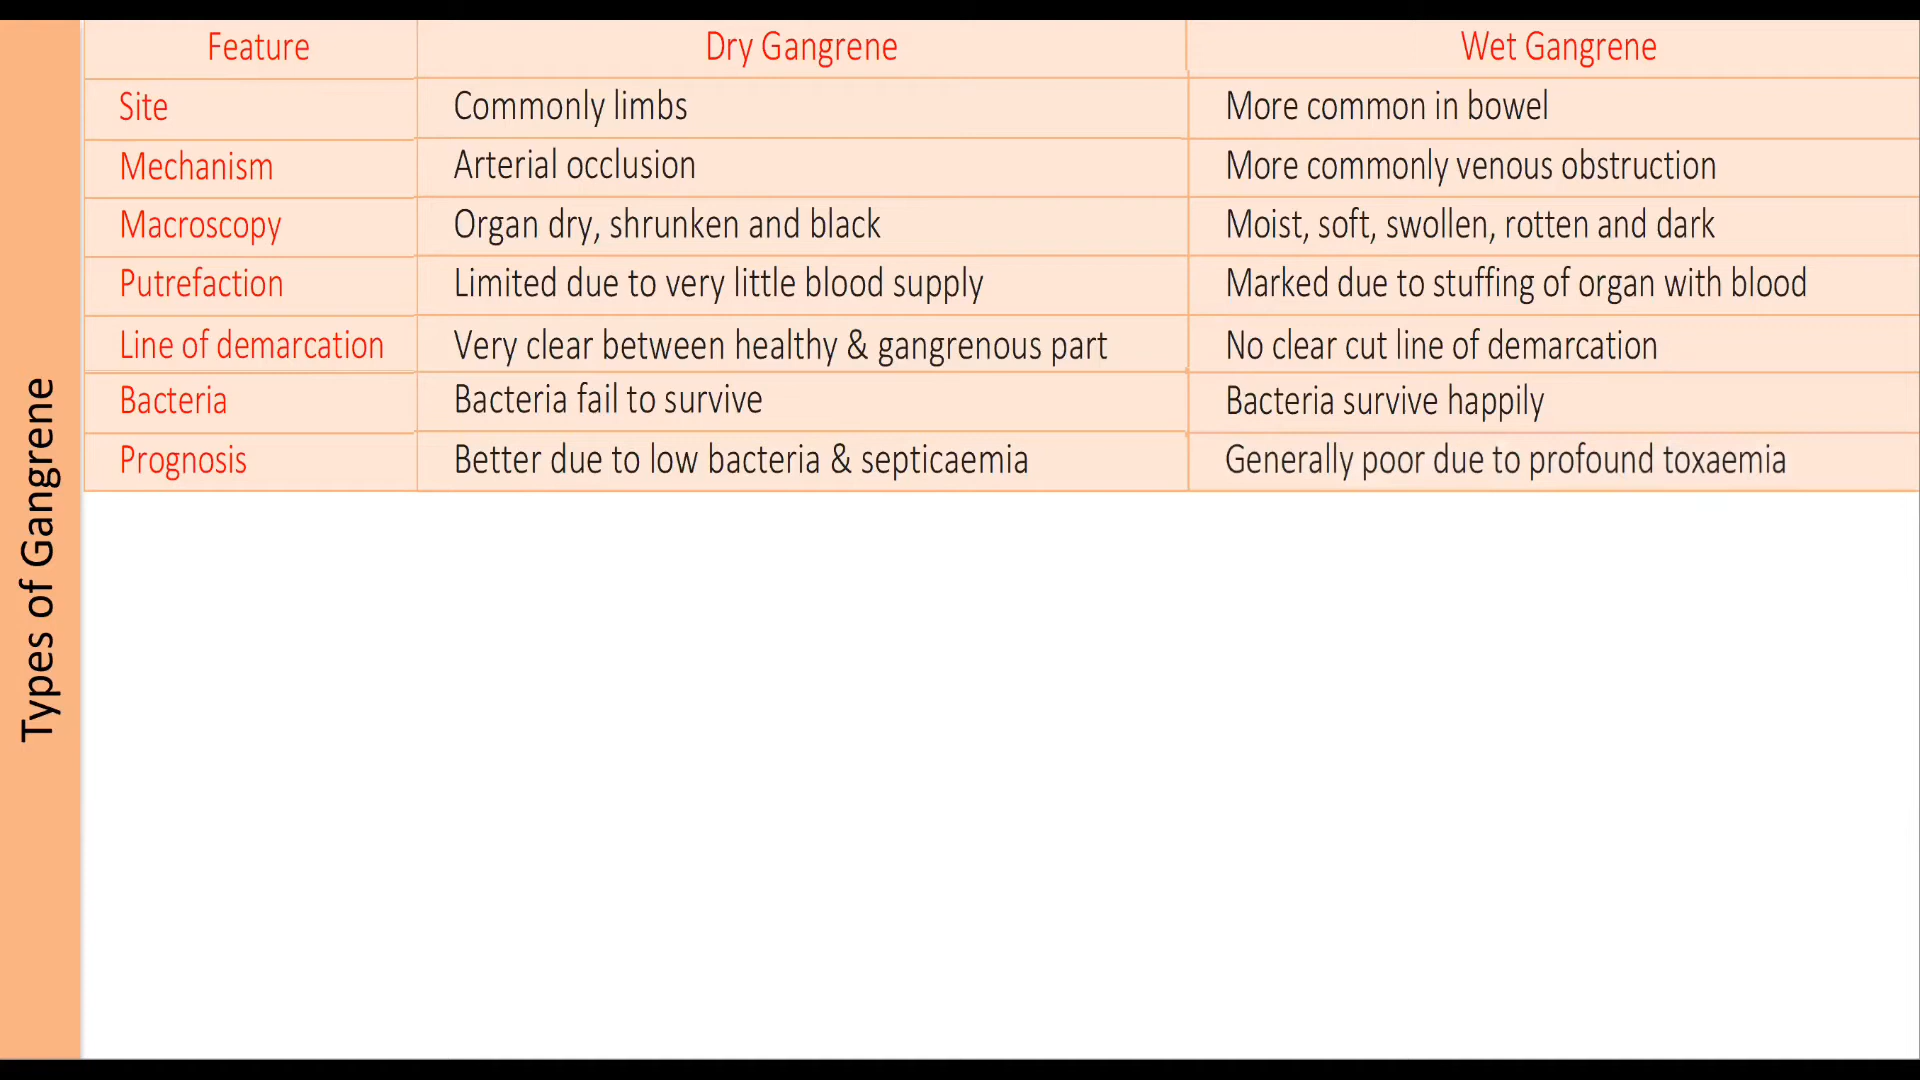 Types of Gangrene
Feature Dry Gangrene Wet Gangrene
Site Commonly limbs More common in bowel
Mechanism Arterial occlusion More commonly venous obstruction
Macroscopy Organ dry, shrunken and black Moist, soft, swollen, rotten and dark
Putrefaction Limited due to very little blood supply Marked due to stuffing of organ with blood
Line of demarcation Very clear between healthy & gangrenous part No clear cut line of demarcation
Bacteria Bacteria fail to survive Bacteria survive happily
Prognosis Better due to low bacteria & septicaemia Generally poor due to profound toxaemia